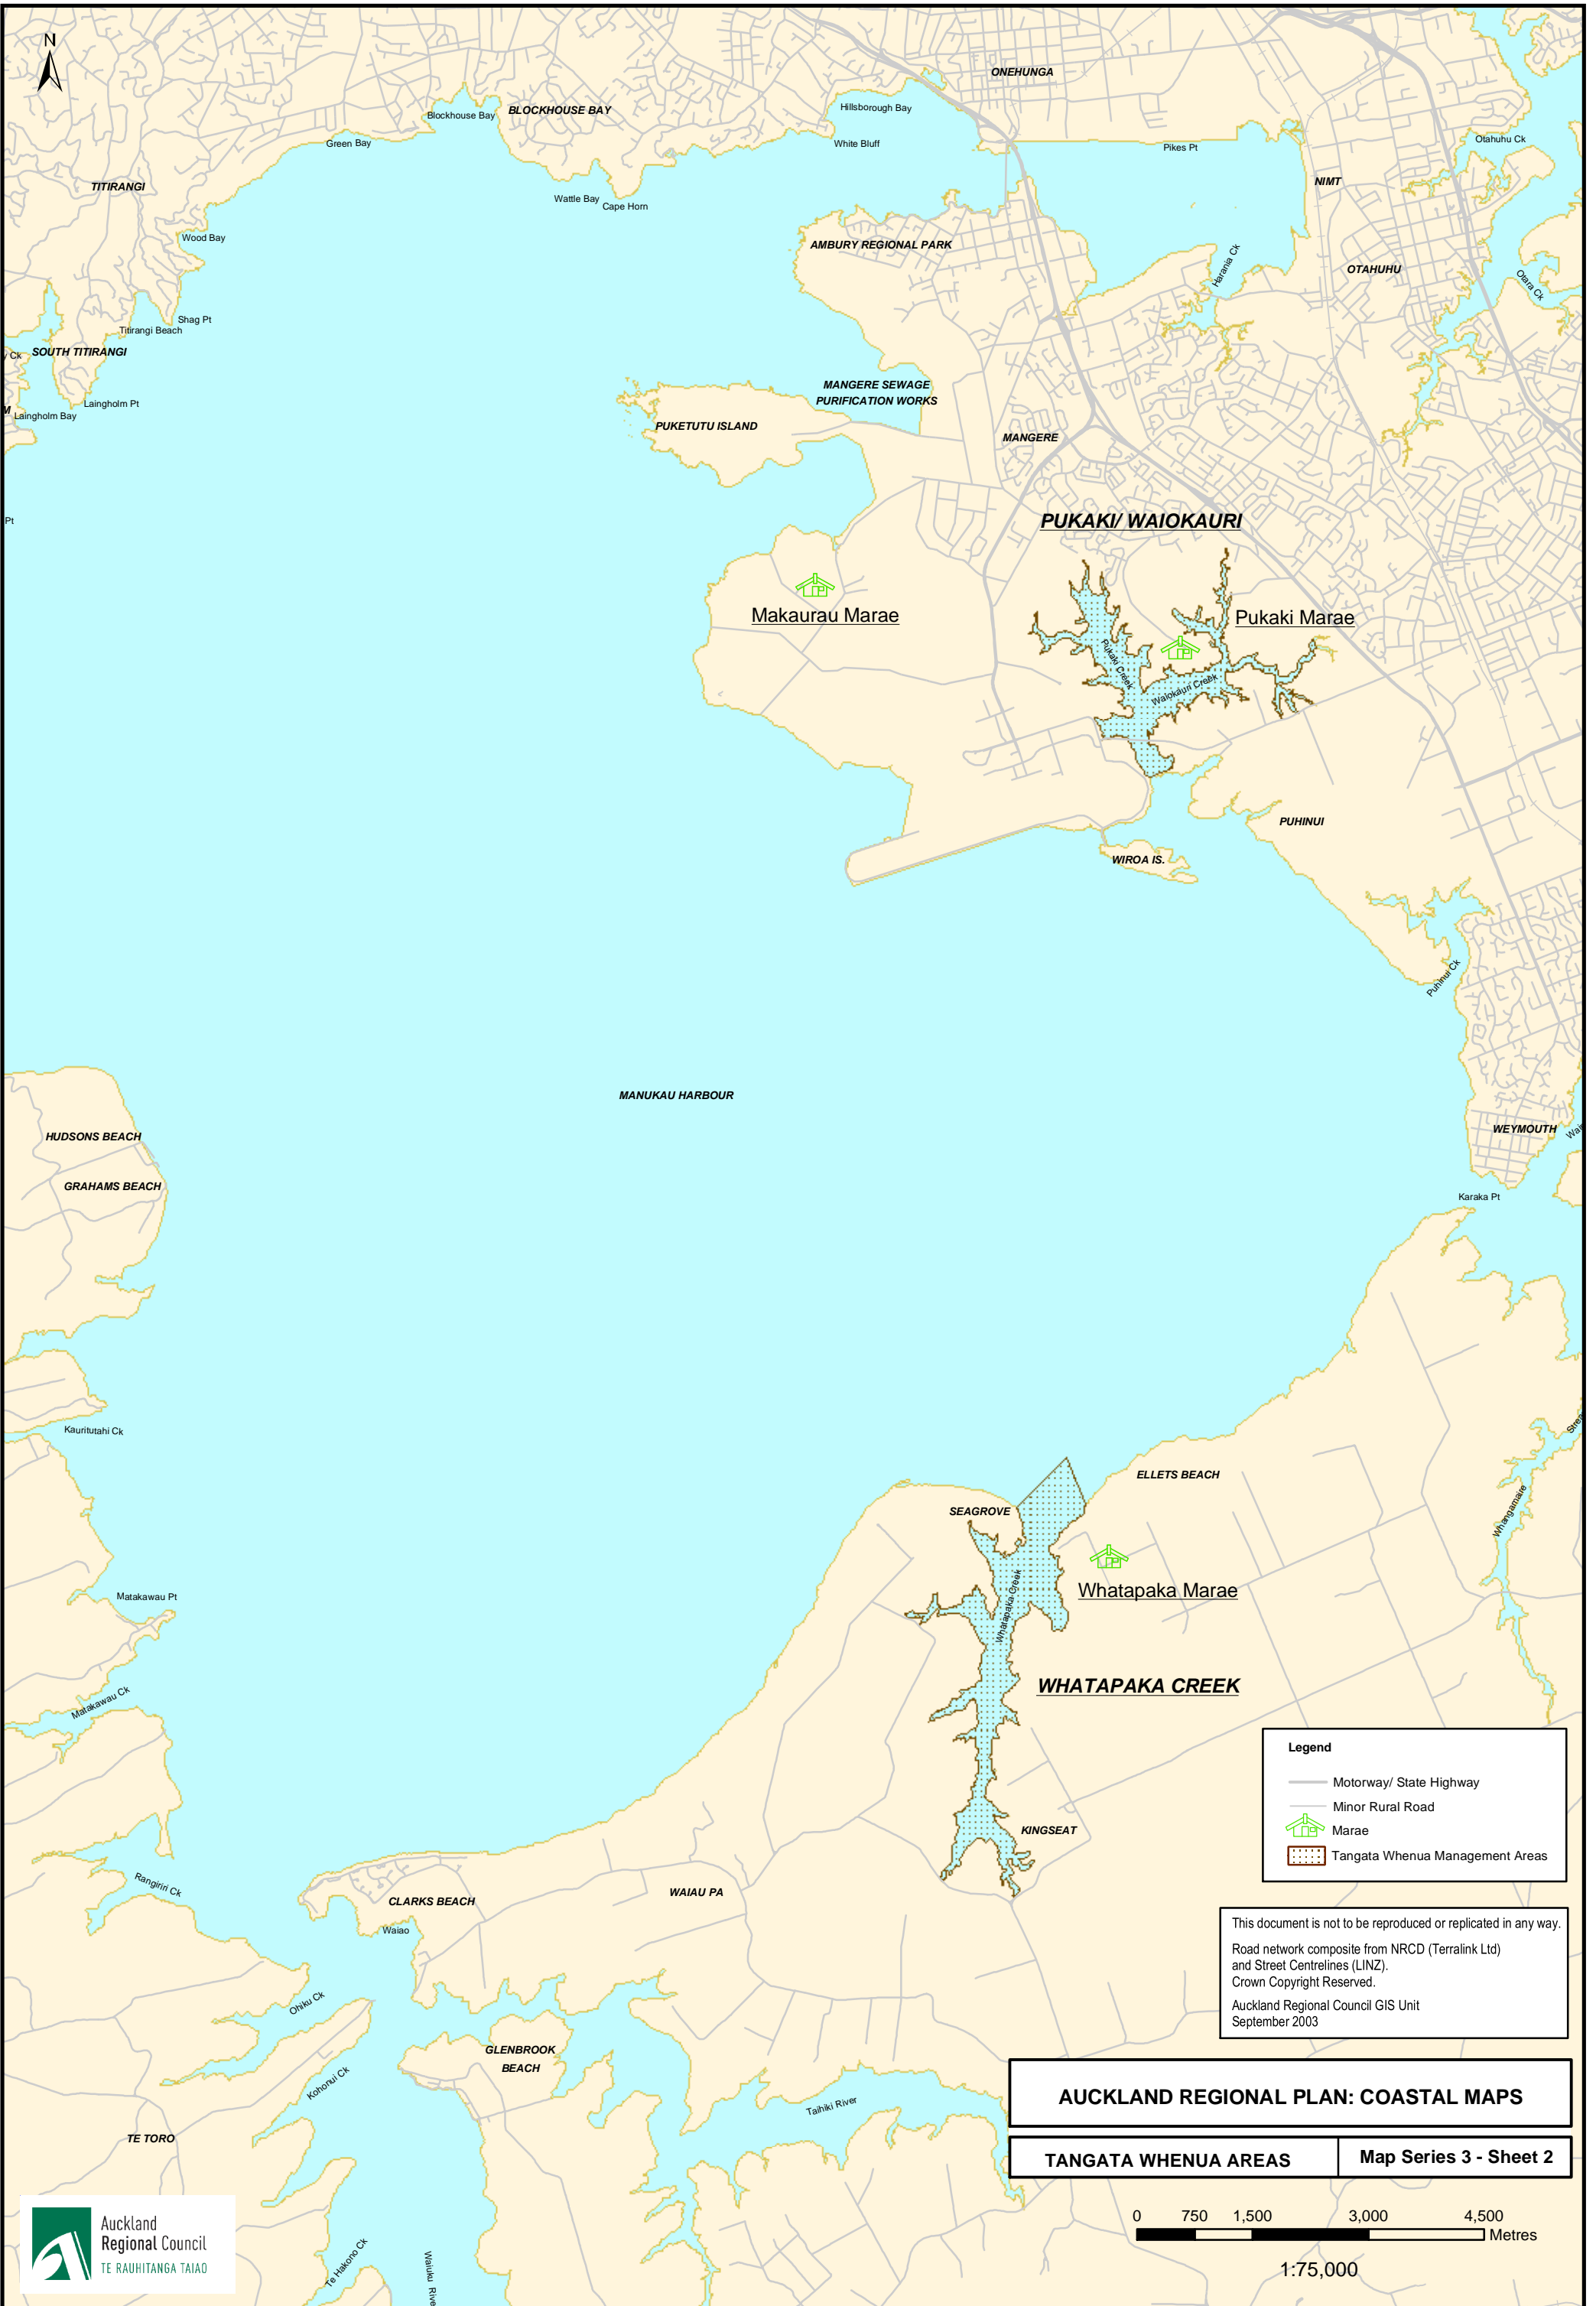 N
ONEHUNGA
Hillsborough Bay
BLOCKHOUSE BAY
Blockhouse Bay
Green Bay
White Bluff
Pikes Pt
Otahuhu Ck
TITIRANGI
NIMT
Wattle Bay
Cape Horn
Wood Bay
AMBURY REGIONAL PARK
Harania Ck
OTAHUHU
Otara Ck
Shag Pt
Titirangi Beach
SOUTH TITIRANGI
y Ck
Laingholm Pt
M
Laingholm Bay
MANGERE SEWAGE
PURIFICATION WORKS
PUKETUTU ISLAND
MANGERE
Pt
PUKAKI/ WAIOKAURI
Makaurau Marae
Pukaki Marae
Pukaki Creek
Waiokauri Creek
PUHINUI
WIROA IS.
Puhinui Ck
MANUKAU HARBOUR
HUDSONS BEACH
GRAHAMS BEACH
WEYMOUTH
Wai
Karaka Pt
Kauritutahi Ck
Strea
ELLETS BEACH
SEAGROVE
Whangamaire
Whatapaka Marae
Whatapaka Creek
Matakawau Pt
WHATAPAKA CREEK
Matakawau Ck
Legend
Motorway/ State Highway
Minor Rural Road
Marae
Tangata Whenua Management Areas
KINGSEAT
Rangiriri Ck
CLARKS BEACH
WAIAU PA
Waiao
This document is not to be reproduced or replicated in any way.
Road network composite from NRCD (Terralink Ltd)
and Street Centrelines (LINZ).
Crown Copyright Reserved.
Auckland Regional Council GIS Unit
September 2003
Ohiku Ck
GLENBROOK
BEACH
Kohonui Ck
Taihiki River
TE TORO
AUCKLAND REGIONAL PLAN: COASTAL MAPS
TANGATA WHENUA AREAS
Map Series 3 - Sheet 2
0 750 1,500 3,000 4,500
Metres
1:75,000
Auckland
Regional Council
TE RAUHITANGA TAIAO
Te Hakono Ck
Waiuku Rive